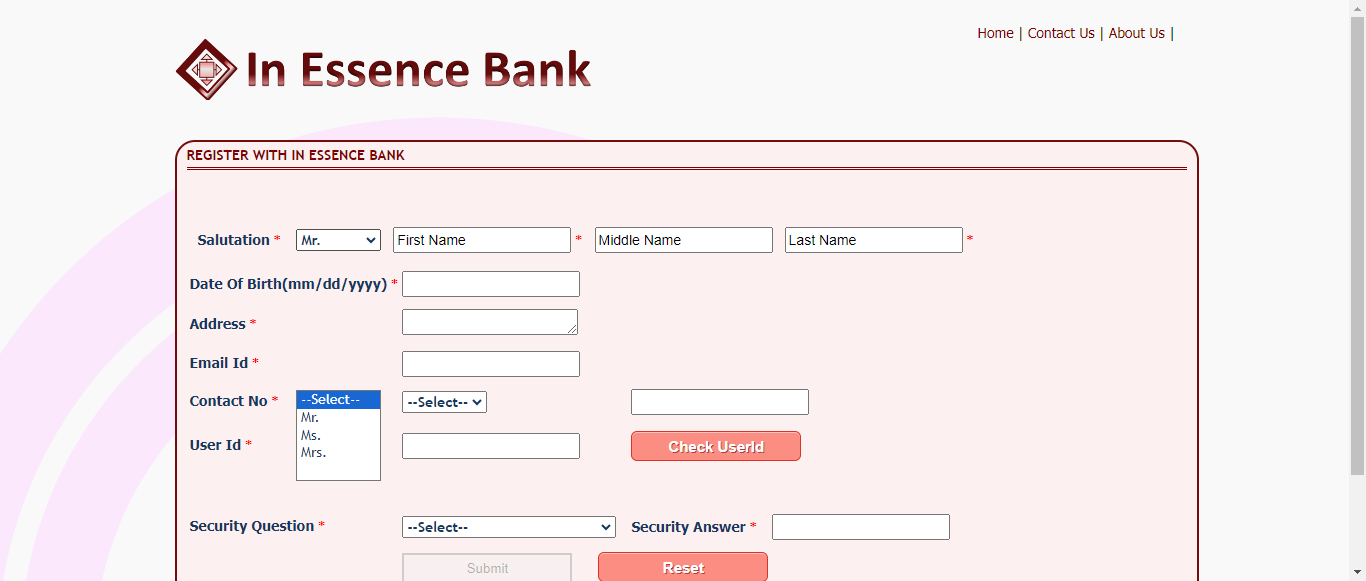 Home | Contact Us | About Us |
In Essence Bank
REGISTER WITH IN ESSENCE BANK
Salutation * Mr. First Name * Middle Name Last Name *
Date Of Birth(mm/dd/yyyy) *
Address *
Email Id *
Contact No * --Select-- --Select--
Mr.
Ms.
User Id * Check UserId
Mrs.
Security Question * --Select-- Security Answer *
Submit Reset